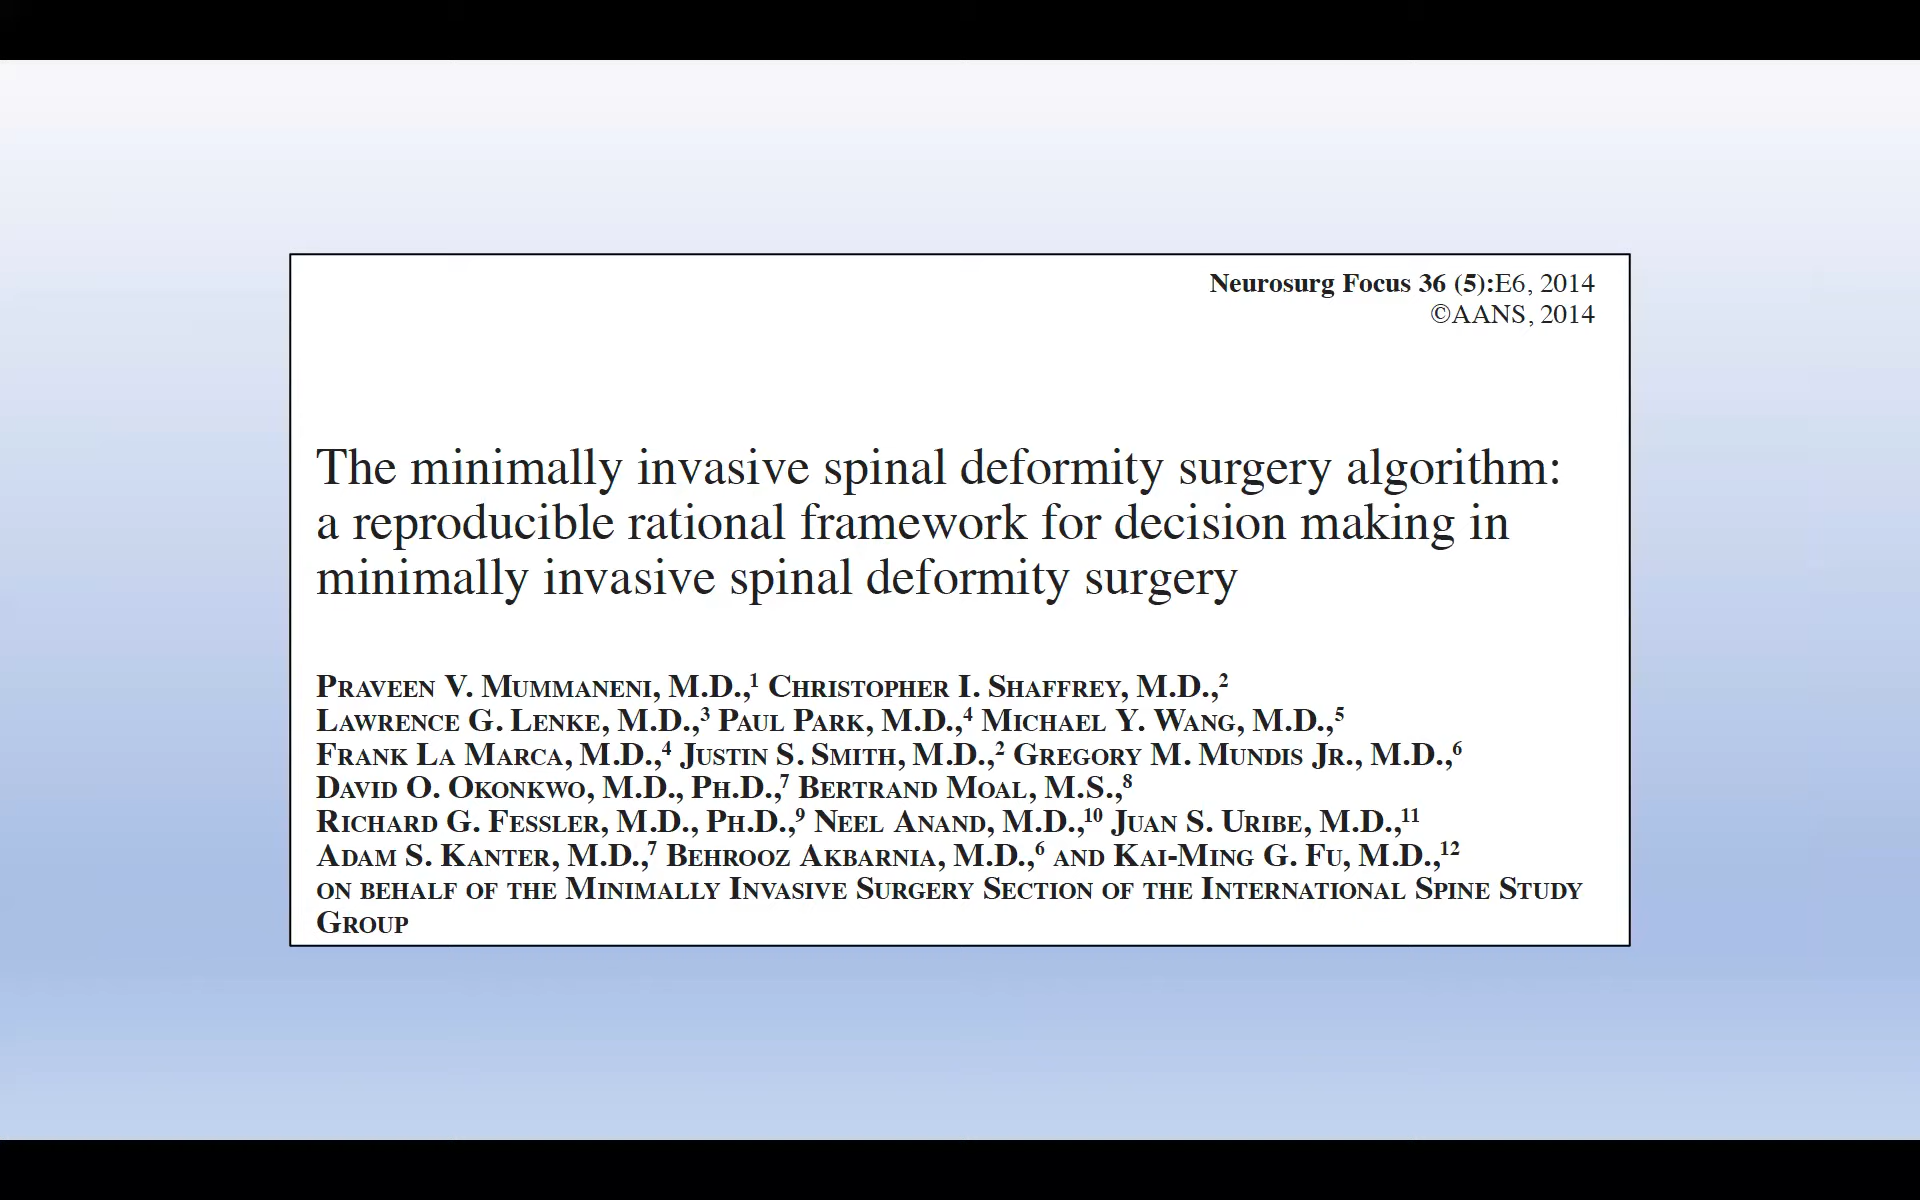 Neurosurg Focus 36 (5):E6, 2014
©AANS, 2014
The minimally invasive spinal deformity surgery algorithm:
a reproducible rational framework for decision making in
minimally invasive spinal deformity surgery
Praveen V. Mummaneni, M.D.,1 Christopher I. Shaffrey, M.D.,2
Lawrence G. Lenke, M.D.,3 Paul Park, M.D.,4 Michael Y. Wang, M.D.,5
Frank La Marca, M.D.,4 Justin S. Smith, M.D.,2 Gregory M. Mundis Jr., M.D.,6
David O. Okonkwo, M.D., Ph.D.,7 Bertrand Moal, M.S.,8
Richard G. Fessler, M.D., Ph.D.,9 Neel Anand, M.D.,10 Juan S. Uribe, M.D.,11
Adam S. Kanter, M.D.,7 Behrooz Akbarnia, M.D.,6 and Kai-Ming G. Fu, M.D.,12
on behalf of the Minimally Invasive Surgery Section of the International Spine Study
Group